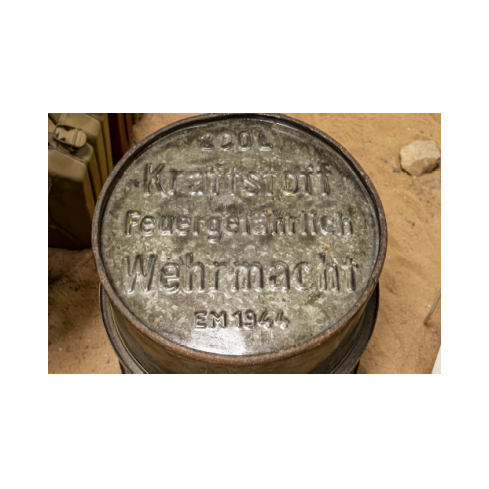 200L
Kraftstoff
Feuergefährlich
Wehrmacht
EM 1944